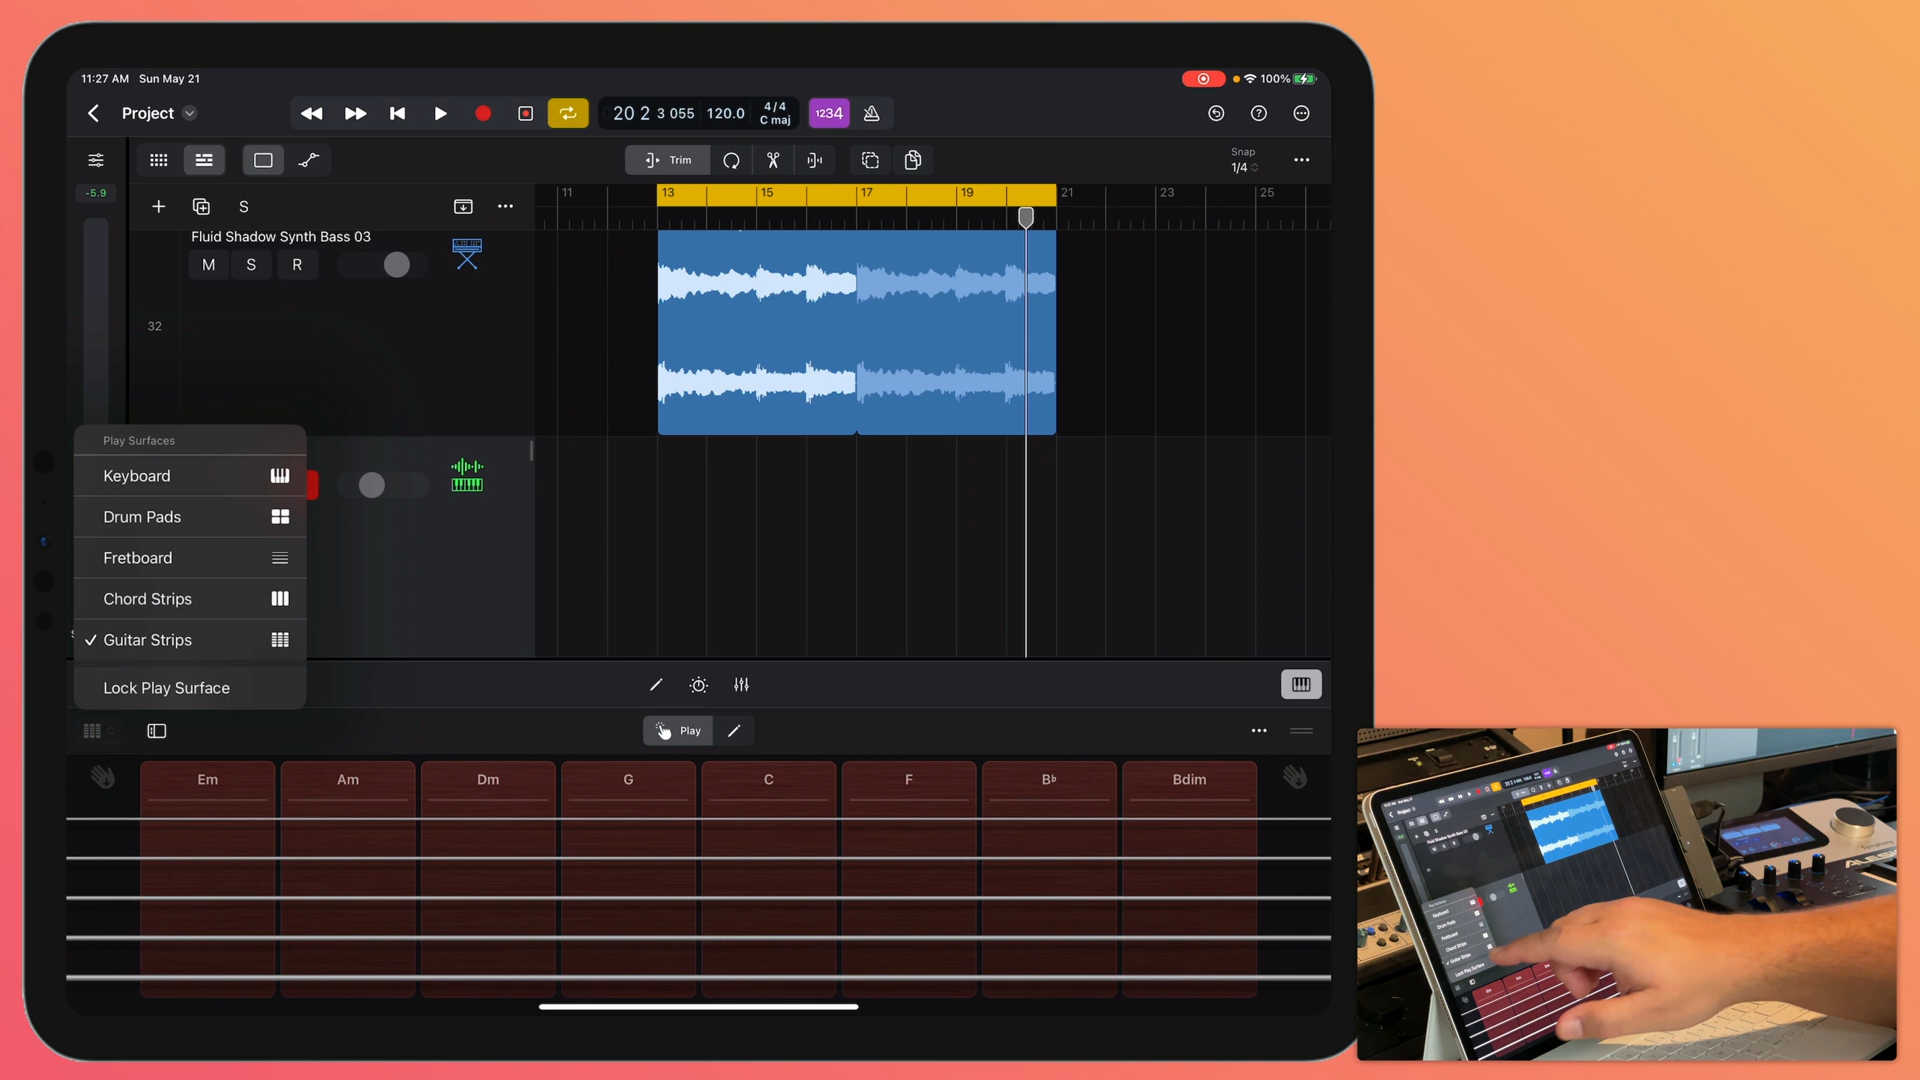 11:27 AM Sun May 21
100%
Project
20 2 3 055 120.0 4/4 C maj
1234
Trim
Snap
1/4
-5.9
S
11 13 15 17 19 21 23 25
Fluid Shadow Synth Bass 03
M S R
32
Play Surfaces
Keyboard
Drum Pads
Fretboard
Chord Strips
Guitar Strips
Lock Play Surface
Play
Em Am Dm G C F B♭ Bdim